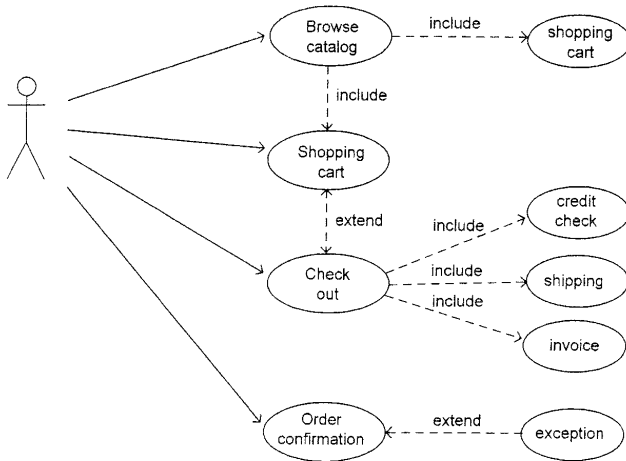 Browse
catalog
include
shopping
cart
include
Shopping
cart
extend
credit
check
include
Check
out
include
shipping
include
invoice
Order
confirmation
extend
exception